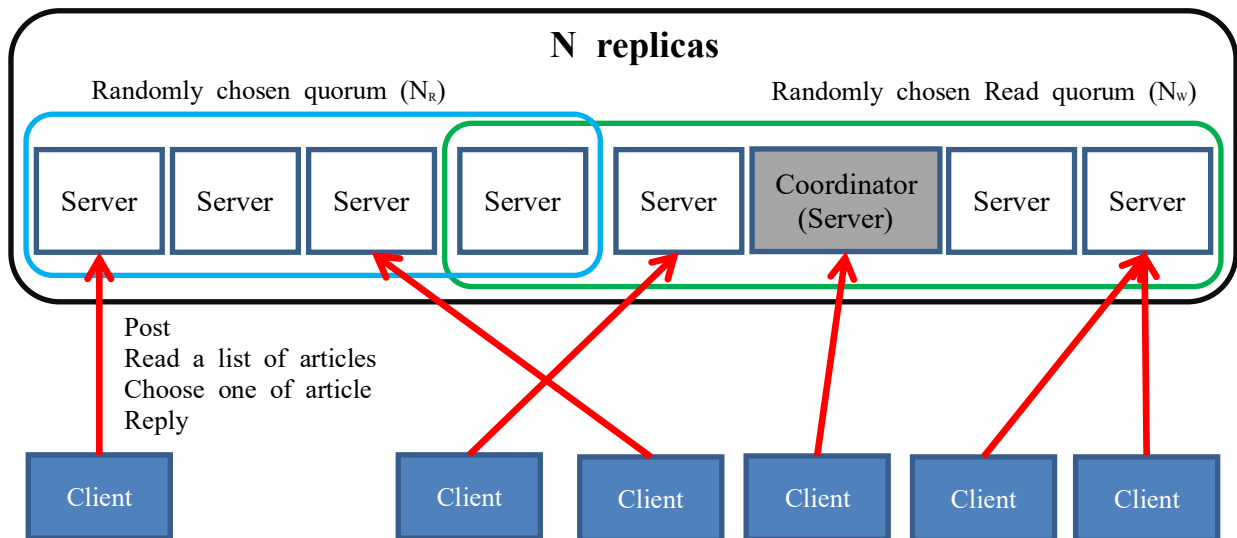 N replicas
Randomly chosen quorum (NR)
Randomly chosen Read quorum (NW)
Server
Server
Server
Server
Server
Coordinator
(Server)
Server
Server
Post
Read a list of articles
Choose one of article
Reply
Client
Client
Client
Client
Client
Client